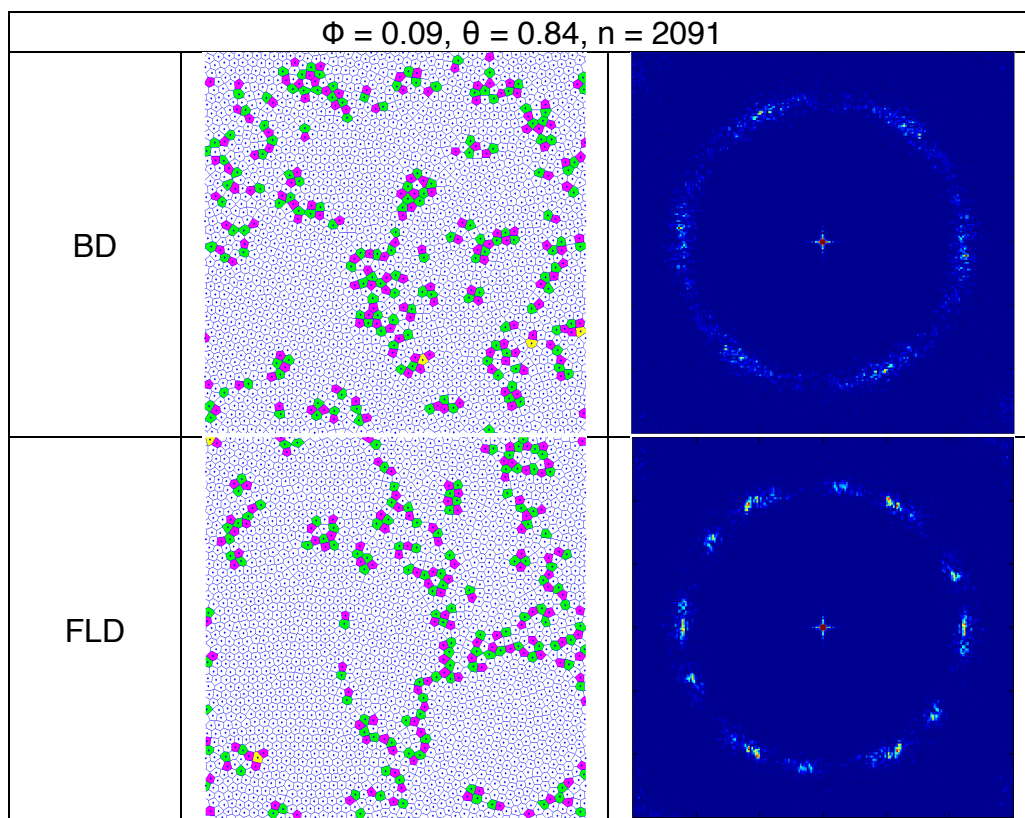 Φ = 0.09, θ = 0.84, n = 2091
BD
FLD